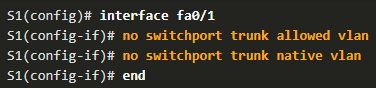 S1(config)# interface fa0/1
S1(config-if)# no switchport trunk allowed vlan
S1(config-if)# no switchport trunk native vlan
S1(config-if)# end